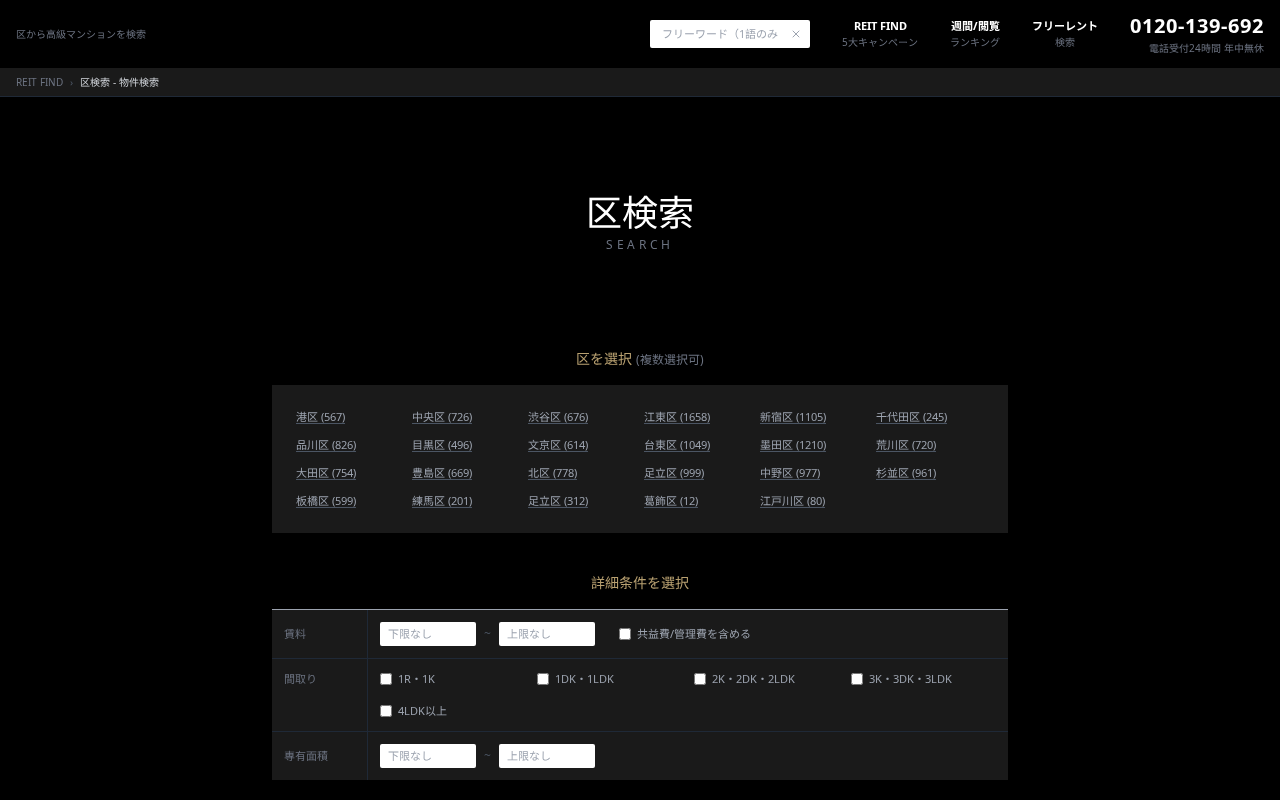 区から高級マンションを検索
フリーワード（1語のみ
REIT FIND
5大キャンペーン
週間/閲覧
ランキング
フリーレント
検索
0120-139-692
電話受付24時間 年中無休
REIT FIND › 区検索 - 物件検索
区検索
SEARCH
区を選択 (複数選択可)
港区 (567) 中央区 (726) 渋谷区 (676) 江東区 (1658) 新宿区 (1105) 千代田区 (245)
品川区 (826) 目黒区 (496) 文京区 (614) 台東区 (1049) 墨田区 (1210) 荒川区 (720)
大田区 (754) 豊島区 (669) 北区 (778) 足立区 (999) 中野区 (977) 杉並区 (961)
板橋区 (599) 練馬区 (201) 足立区 (312) 葛飾区 (12) 江戸川区 (80)
詳細条件を選択
賃料 下限なし ~ 上限なし 共益費/管理費を含める
間取り 1R・1K 1DK・1LDK 2K・2DK・2LDK 3K・3DK・3LDK
4LDK以上
専有面積 下限なし ~ 上限なし